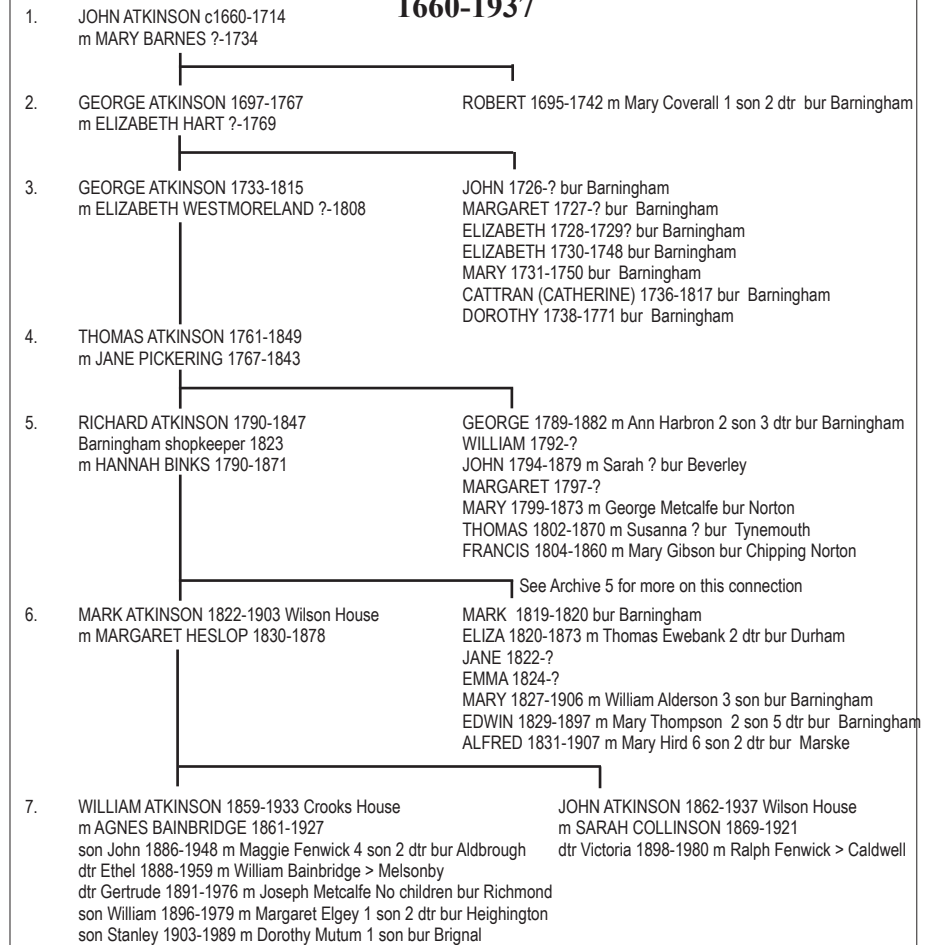 1660-1937
1. JOHN ATKINSON c1660-1714
m MARY BARNES ?-1734
2. GEORGE ATKINSON 1697-1767
m ELIZABETH HART ?-1769
ROBERT 1695-1742 m Mary Coverall 1 son 2 dtr bur Barningham
3. GEORGE ATKINSON 1733-1815
m ELIZABETH WESTMORELAND ?-1808
JOHN 1726-? bur Barningham
MARGARET 1727-? bur Barningham
ELIZABETH 1728-1729? bur Barningham
ELIZABETH 1730-1748 bur Barningham
MARY 1731-1750 bur Barningham
CATTRAN (CATHERINE) 1736-1817 bur Barningham
DOROTHY 1738-1771 bur Barningham
4. THOMAS ATKINSON 1761-1849
m JANE PICKERING 1767-1843
5. RICHARD ATKINSON 1790-1847
Barningham shopkeeper 1823
m HANNAH BINKS 1790-1871
GEORGE 1789-1882 m Ann Harbron 2 son 3 dtr bur Barningham
WILLIAM 1792-?
JOHN 1794-1879 m Sarah ? bur Beverley
MARGARET 1797-?
MARY 1799-1873 m George Metcalfe bur Norton
THOMAS 1802-1870 m Susanna ? bur Tynemouth
FRANCIS 1804-1860 m Mary Gibson bur Chipping Norton
See Archive 5 for more on this connection
6. MARK ATKINSON 1822-1903 Wilson House
m MARGARET HESLOP 1830-1878
MARK 1819-1820 bur Barningham
ELIZA 1820-1873 m Thomas Ewebank 2 dtr bur Durham
JANE 1822-?
EMMA 1824-?
MARY 1827-1906 m William Alderson 3 son bur Barningham
EDWIN 1829-1897 m Mary Thompson 2 son 5 dtr bur Barningham
ALFRED 1831-1907 m Mary Hird 6 son 2 dtr bur Marske
7. WILLIAM ATKINSON 1859-1933 Crooks House
m AGNES BAINBRIDGE 1861-1927
son John 1886-1948 m Maggie Fenwick 4 son 2 dtr bur Aldbrough
dtr Ethel 1888-1959 m William Bainbridge > Melsonby
dtr Gertrude 1891-1976 m Joseph Metcalfe No children bur Richmond
son William 1896-1979 m Margaret Elgey 1 son 2 dtr bur Heighington
son Stanley 1903-1989 m Dorothy Mutum 1 son bur Brignal
JOHN ATKINSON 1862-1937 Wilson House
m SARAH COLLINSON 1869-1921
dtr Victoria 1898-1980 m Ralph Fenwick > Caldwell